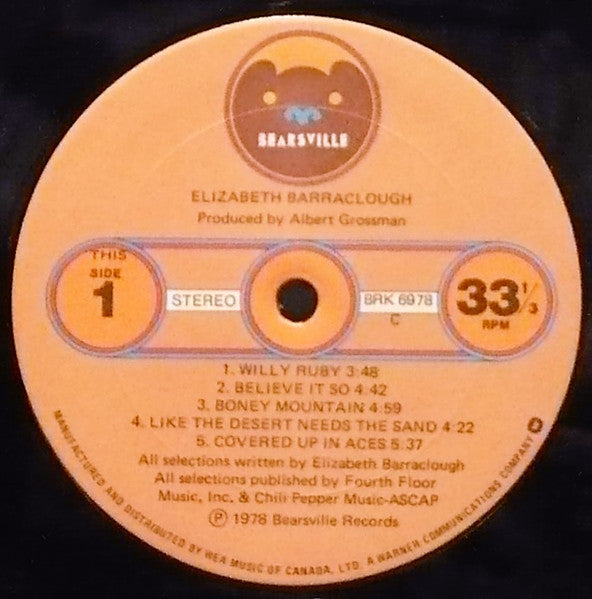 BEARSVILLE
ELIZABETH BARRACLOUGH
Produced by Albert Grossman
THIS
SIDE
1
STEREO
BRK 6978
C
33 1/3
RPM
1. WILLY RUBY 3:48
2. BELIEVE IT SO 4:42
3. BONEY MOUNTAIN 4:59
4. LIKE THE DESERT NEEDS THE SAND 4:22
5. COVERED UP IN ACES 5:37
All selections written by Elizabeth Barraclough
All selections published by Fourth Floor
Music, Inc. & Chili Pepper Music-ASCAP
Ⓟ 1978 Bearsville Records
MANUFACTURED AND DISTRIBUTED BY WEA MUSIC OF CANADA, LTD. A WARNER COMMUNICATIONS COMPANY